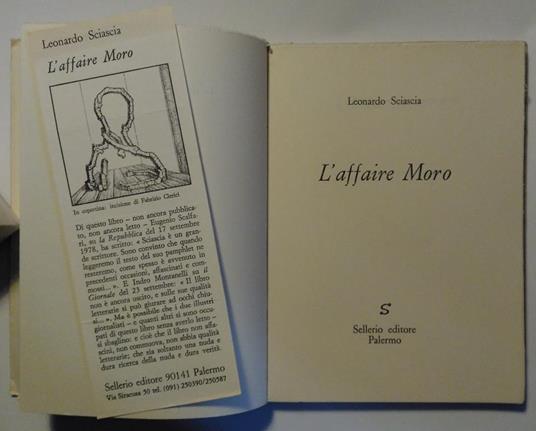 Leonardo Sciascia
L'affaire Moro
In copertina: incisione di Fabrizio Clerici
Di questo libro – non ancora pubblica-
to, non ancora letto – Eugenio Scalfa-
ri, su la Repubblica del 17 settembre
1978, ha scritto: « Sciascia è un gran-
de scrittore. Sono convinto che quando
leggeremo il testo del suo pamphlet ne
resteremo, come spesso è avvenuto in
precedenti occasioni, affascinati e com-
mossi... ». E Indro Montanelli su il
Giornale del 23 settembre: « Il libro
non è ancora uscito, e sulle sue qualità
letterarie si può giurare ad occhi chiu-
si... ». Ma è possibile che i due illustri
giornalisti – e quanti altri si sono occu-
pati di questo libro senza averlo letto –
si sbaglino: e cioè che il libro non affa-
scini, non commuova, non abbia qualità
letterarie; che sia soltanto una nuda e
dura ricerca della nuda e dura verità.
Sellerio editore 90141 Palermo
Via Siracusa 50 tel. (091) 250390/250587
Leonardo Sciascia
L'affaire Moro
S
Sellerio editore
Palermo